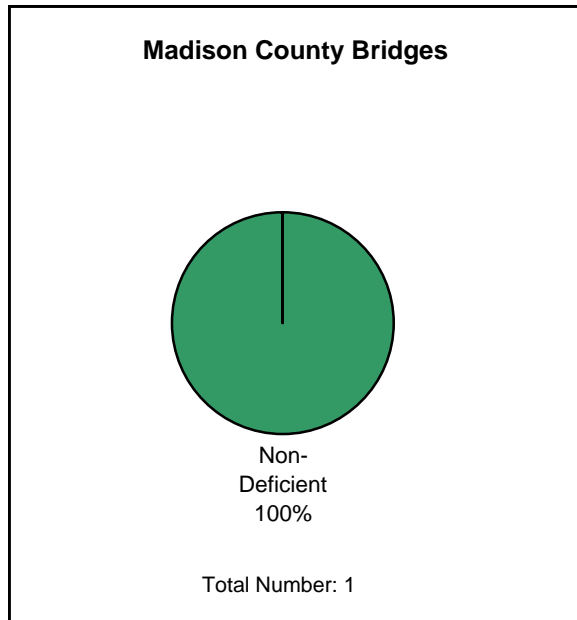 Madison County Bridges
Non-
Deficient
100%
Total Number: 1